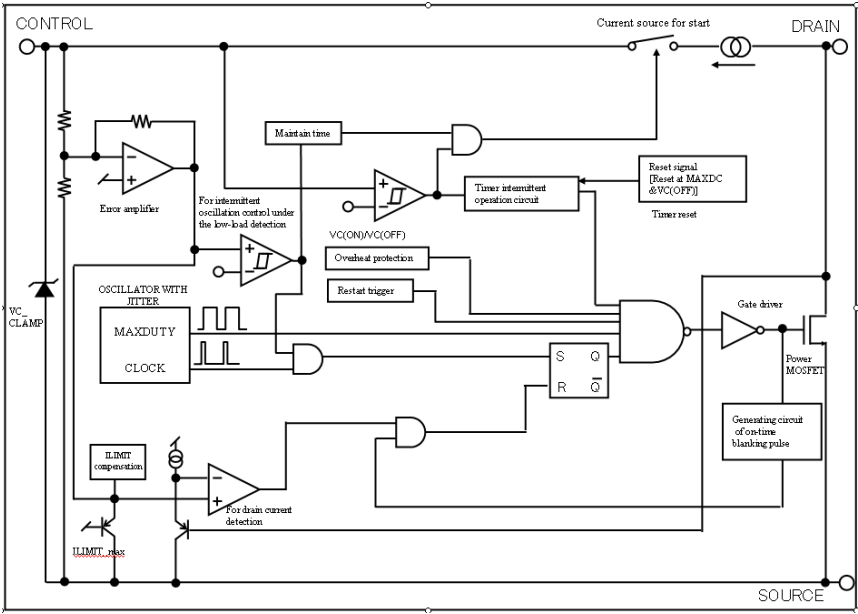 CONTROL
Current source for start
DRAIN
Maintain time
Error amplifier
For intermittent
oscillation control under
the low-load detection
Timer intermittent
operation circuit
Reset signal
[Reset at MAXDC
&VC(OFF)]
Timer reset
VC(ON)/VC(OFF)
Overheat protection
Restart trigger
VC_
CLAMP
OSCILLATOR WITH
JITTER
MAXDUTY
CLOCK
Gate driver
Power
MOSFET
S Q
R Q
Generating circuit
of on-time
blanking pulse
ILIMIT
compensation
For drain current
detection
ILIMIT_max
SOURCE